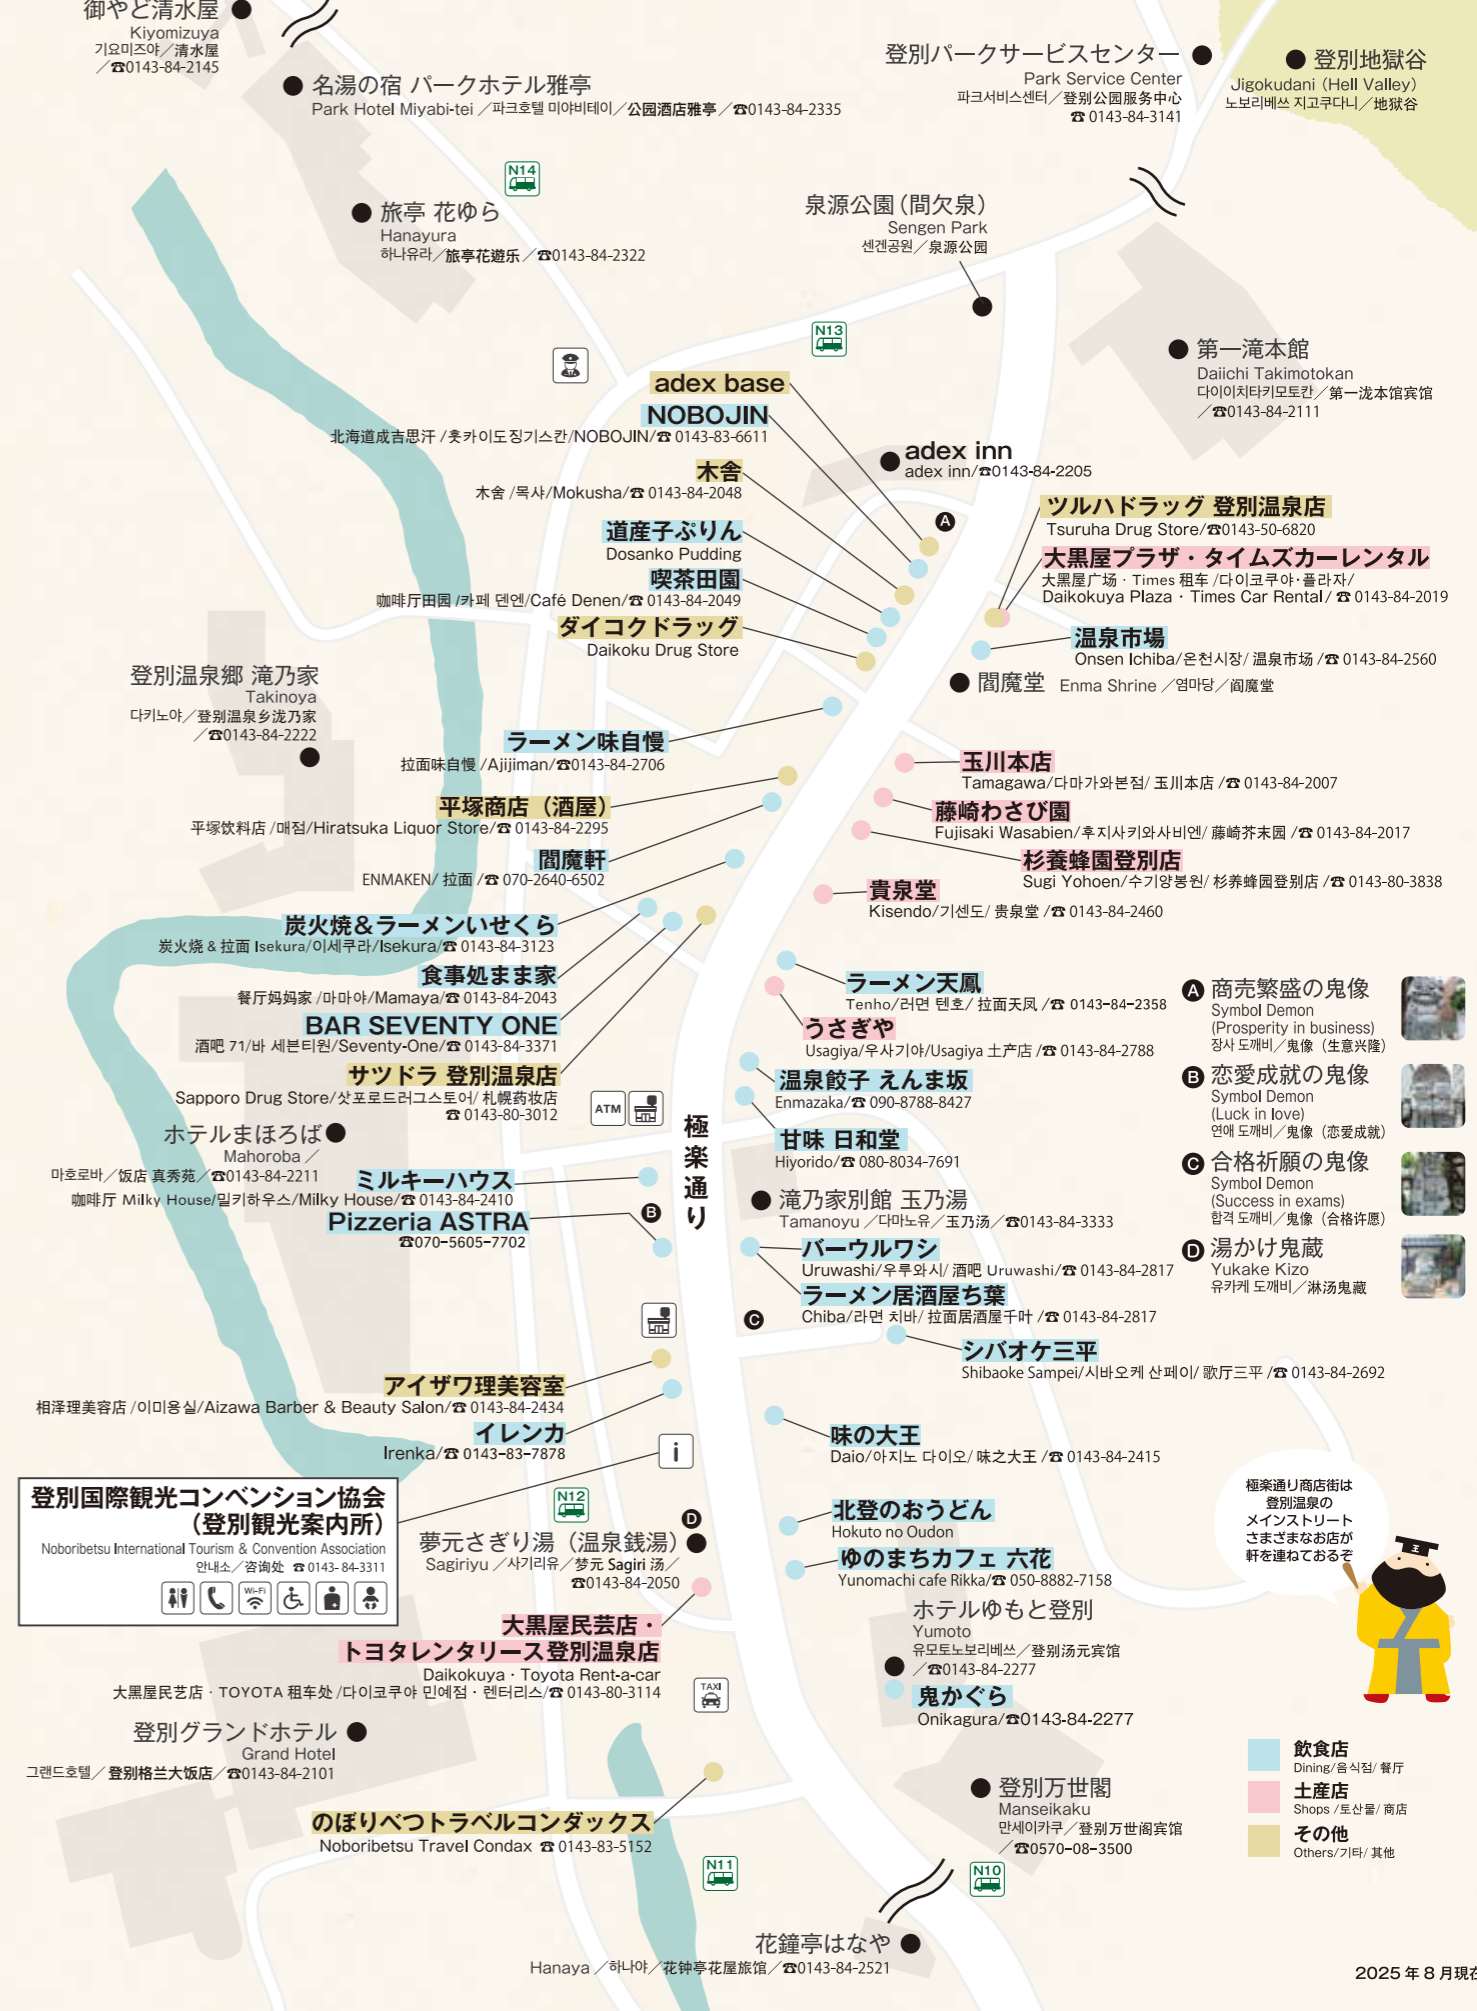 御やど清水屋
Kiyomizuya
기요미즈야／清水屋
／☎0143-84-2145
名湯の宿 パークホテル雅亭
Park Hotel Miyabi-tei ／파크호텔 미야비테이／公园酒店雅亭／☎0143-84-2335
登別パークサービスセンター
Park Service Center
파크서비스센터／登别公园服务中心
☎ 0143-84-3141
登別地獄谷
Jigokudani (Hell Valley)
노보리베쓰 지고쿠다니／地狱谷
N14
旅亭 花ゆら
Hanayura
하나유라／旅亭花遊乐／☎0143-84-2322
泉源公園（間欠泉）
Sengen Park
센겐공원／泉源公园
N13
第一滝本館
Daiichi Takimotokan
다이이치타키모토칸／第一泷本馆宾馆
／☎0143-84-2111
adex base
NOBOJIN
北海道成吉思汗 /홋카이도징기스칸/NOBOJIN/☎ 0143-83-6611
adex inn
adex inn/☎0143-84-2205
木舎
木舍 /목샤/Mokusha/☎ 0143-84-2048
A
ツルハドラッグ 登別温泉店
Tsuruha Drug Store/☎0143-50-6820
道産子ぷりん
Dosanko Pudding
大黒屋プラザ・タイムズカーレンタル
大黑屋广场・Times 租车 /다이코쿠야・플라자/
Daikokuya Plaza・Times Car Rental/ ☎ 0143-84-2019
喫茶田園
咖啡厅田园 /카페 덴엔/Café Denen/☎ 0143-84-2049
ダイコクドラッグ
Daikoku Drug Store
温泉市場
Onsen Ichiba/온천시장/ 温泉市场 /☎ 0143-84-2560
閻魔堂 Enma Shrine ／염마당／阎魔堂
登別温泉郷 滝乃家
Takinoya
다키노야／登别温泉乡泷乃家
／☎0143-84-2222
ラーメン味自慢
拉面味自慢 /Ajijiman/☎0143-84-2706
玉川本店
Tamagawa/다마가와본점/ 玉川本店 /☎ 0143-84-2007
平塚商店（酒屋）
平塚饮料店 /매점/Hiratsuka Liquor Store/☎ 0143-84-2295
藤崎わさび園
Fujisaki Wasabien/후지사키와사비엔/ 藤崎芥末园 /☎ 0143-84-2017
閻魔軒
ENMAKEN/ 拉面 /☎ 070-2640-6502
杉養蜂園登別店
Sugi Yohoen/수기양봉원/ 杉养蜂园登别店 /☎ 0143-80-3838
貴泉堂
Kisendo/기센도/ 贵泉堂 /☎ 0143-84-2460
炭火焼＆ラーメンいせくら
炭火烧 & 拉面 Isekura/이세쿠라/Isekura/☎ 0143-84-3123
食事処まま家
餐厅妈妈家 /마마야/Mamaya/☎ 0143-84-2043
ラーメン天鳳
Tenho/러면 텐호/ 拉面天凤 /☎ 0143-84-2358
BAR SEVENTY ONE
酒吧 71/바 세븐티원/Seventy-One/☎ 0143-84-3371
うさぎや
Usagiya/우사기야/Usagiya 土产店 /☎ 0143-84-2788
サツドラ 登別温泉店
Sapporo Drug Store/삿포로드러그스토어/ 札幌药妆店
☎ 0143-80-3012
温泉餃子 えんま坂
Enmazaka/☎ 090-8788-8427
ATM
極楽通り
甘味 日和堂
Hiyorido/☎ 080-8034-7691
A 商売繁盛の鬼像
Symbol Demon
(Prosperity in business)
장사 도깨비／鬼像（生意兴隆）
B 恋愛成就の鬼像
Symbol Demon
(Luck in love)
연애 도깨비／鬼像（恋爱成就）
C 合格祈願の鬼像
Symbol Demon
(Success in exams)
합격 도깨비／鬼像（合格许愿）
D 湯かけ鬼蔵
Yukake Kizo
유카케 도깨비／淋汤鬼藏
ホテルまほろば
Mahoroba ／
마호로바／饭店 真秀苑／☎0143-84-2211
ミルキーハウス
咖啡厅 Milky House/밀키하우스/Milky House/☎ 0143-84-2410
滝乃家別館 玉乃湯
Tamanoyu ／다마노유／玉乃汤／☎0143-84-3333
Pizzeria ASTRA
☎070-5605-7702
B
バーウルワシ
Uruwashi/우루와시/ 酒吧 Uruwashi/☎ 0143-84-2817
ラーメン居酒屋ち葉
Chiba/라면 치바/ 拉面居酒屋千叶 /☎ 0143-84-2817
C
シバオケ三平
Shibaoke Sampei/시바오케 산페이/ 歌厅三平 /☎ 0143-84-2692
アイザワ理美容室
相泽理美容店 /이미용실/Aizawa Barber & Beauty Salon/☎ 0143-84-2434
イレンカ
Irenka/☎ 0143-83-7878
味の大王
Daio/아지노 다이오/ 味之大王 /☎ 0143-84-2415
i
登別国際観光コンベンション協会
（登別観光案内所）
Noboribetsu International Tourism & Convention Association
안내소／咨询处 ☎ 0143- 84-3311
Wi-Fi
N12
D
夢元さぎり湯（温泉銭湯）
Sagiriyu ／사기리유／梦元 Sagiri 汤／
☎0143-84-2050
北登のおうどん
Hokuto no Oudon
ゆのまちカフェ 六花
Yunomachi cafe Rikka/☎ 050-8882-7158
極楽通り商店街は
登別温泉の
メインストリート
さまざまなお店が
軒を連ねておるぞ
王
大黒屋民芸店・
トヨタレンタリース登別温泉店
Daikokuya・Toyota Rent-a-car
大黑屋民艺店・TOYOTA 租车处 /다이코쿠야 민예점・렌터리스/☎ 0143-80-3114
ホテルゆもと登別
Yumoto
유모토노보리베쓰／登别汤元宾馆
／☎0143-84-2277
TAXI
鬼かぐら
Onikagura/☎0143-84-2277
登別グランドホテル
Grand Hotel
그랜드호텔／登别格兰大饭店／☎0143-84-2101
のぼりべつトラベルコンダックス
Noboribetsu Travel Condax ☎ 0143-83-5152
登別万世閣
Manseikaku
만세이카쿠／登别万世阁宾馆
／☎0570-08-3500
飲食店
Dining/음식점/ 餐厅
土産店
Shops /토산물/ 商店
その他
Others/기타/ 其他
N11
N10
花鐘亭はなや
Hanaya ／하나야／花钟亭花屋旅馆／☎0143-84-2521
2025 年 8 月現在